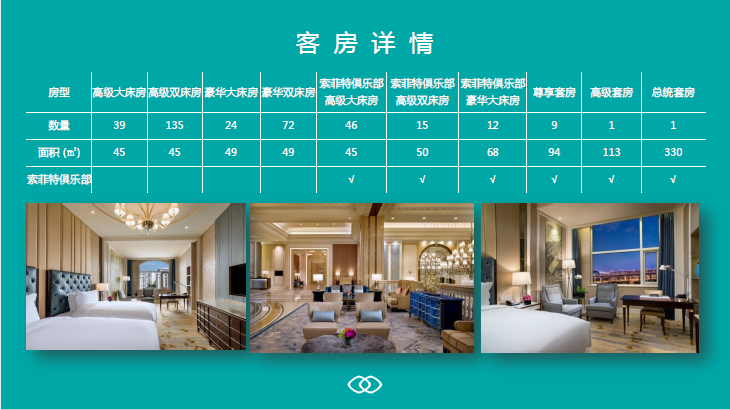 客房详情
房型 高级大床房 高级双床房 豪华大床房 豪华双床房 索菲特俱乐部高级大床房 索菲特俱乐部高级双床房 索菲特俱乐部豪华大床房 尊享套房 高级套房 总统套房
数量 39 135 24 72 46 15 12 9 1 1
面积 (㎡) 45 45 49 49 45 50 68 94 113 330
索菲特俱乐部 √ √ √ √ √ √